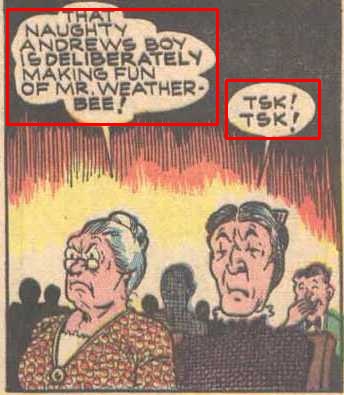 THAT
NAUGHTY
ANDREWS BOY
IS DELIBERATELY
MAKING FUN
OF MR. WEATHER-
BEE!
TSK!
TSK!